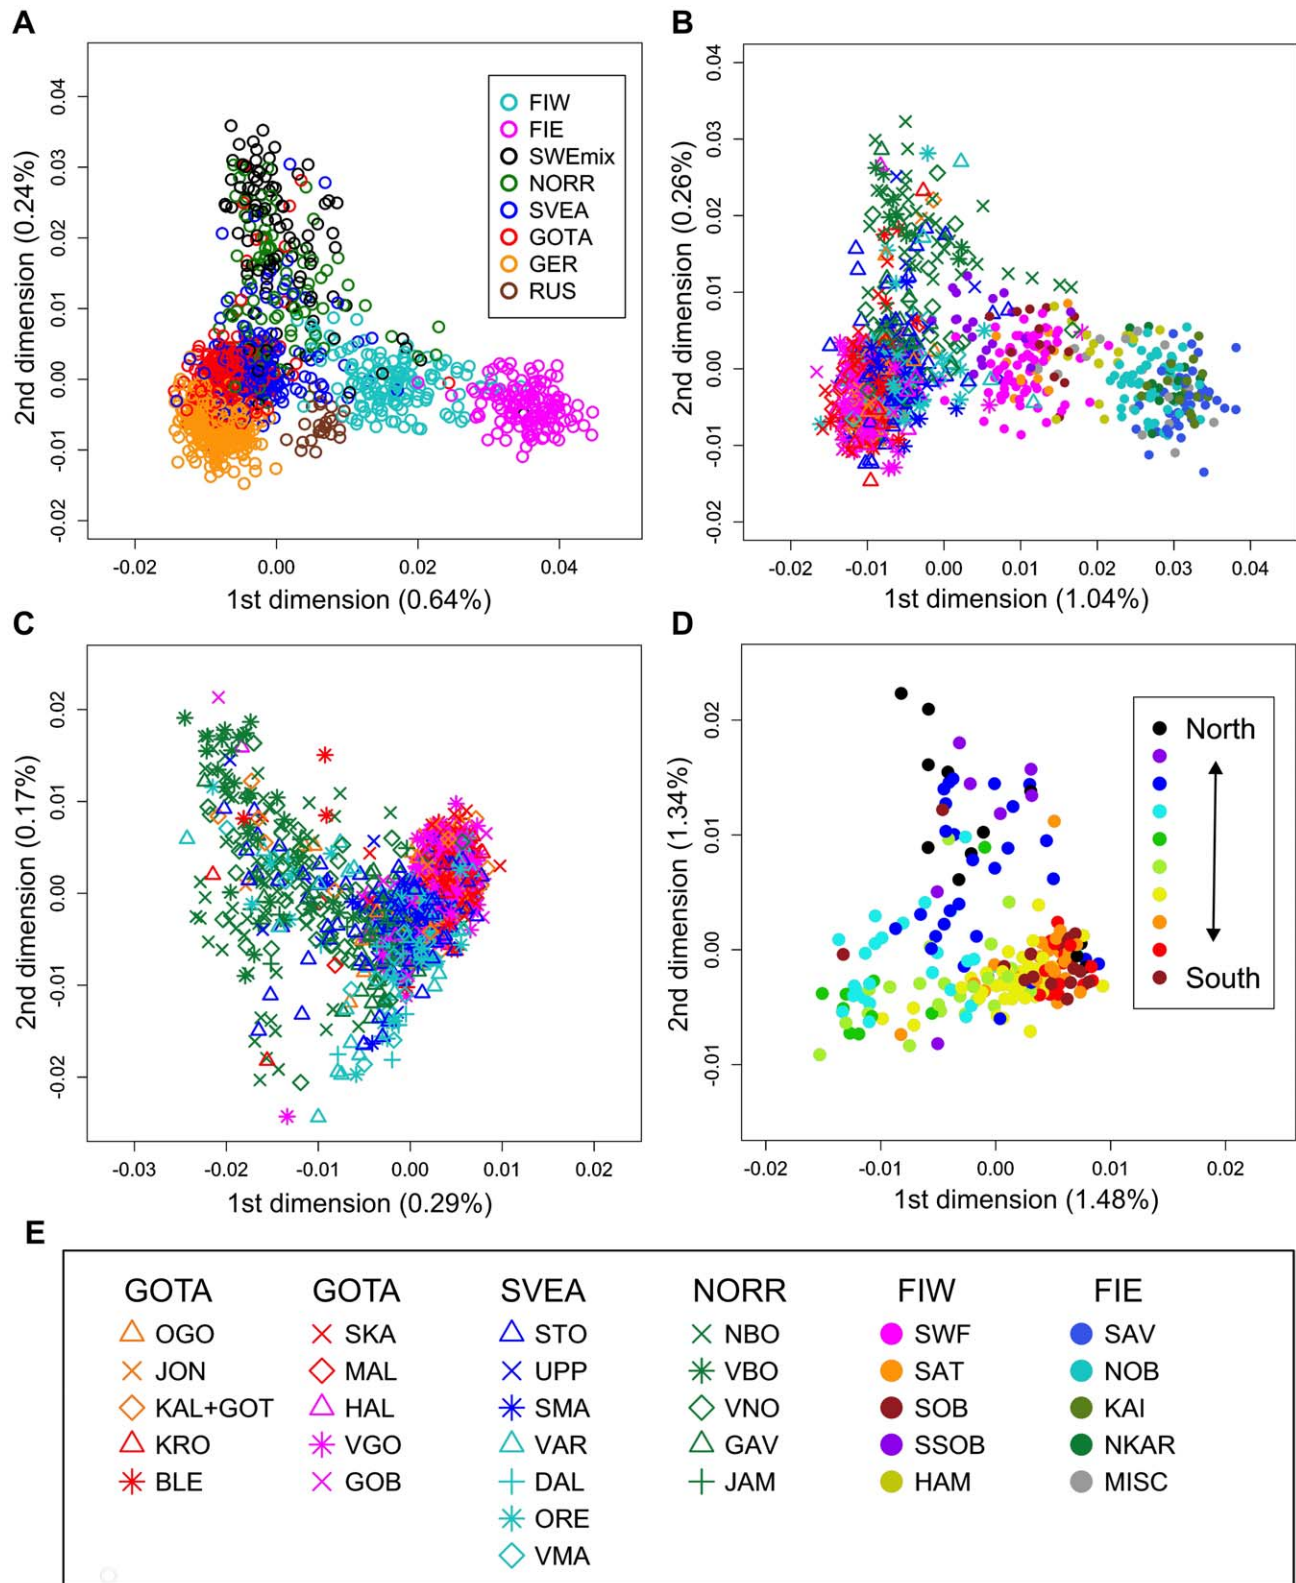 A
2nd dimension (0.24%)
0.04
0.03
0.02
0.01
0.00
-0.01
-0.02
FIW
FIE
SWEmix
NORR
SVEA
GOTA
GER
RUS
-0.02 0.00 0.02 0.04
1st dimension (0.64%)
B
2nd dimension (0.26%)
0.04
0.03
0.02
0.01
0.00
-0.01
-0.02
-0.02 -0.01 0.00 0.01 0.02 0.03 0.04
1st dimension (1.04%)
C
2nd dimension (0.17%)
0.02
0.01
0.00
-0.01
-0.02
-0.03 -0.02 -0.01 0.00 0.01 0.02
1st dimension (0.29%)
D
2nd dimension (1.34%)
0.02
0.01
0.00
-0.01
North
South
-0.02 -0.01 0.00 0.01 0.02
1st dimension (1.48%)
E
GOTA
OGO
JON
KAL+GOT
KRO
BLE
GOTA
SKA
MAL
HAL
VGO
GOB
SVEA
STO
UPP
SMA
VAR
DAL
ORE
VMA
NORR
NBO
VBO
VNO
GAV
JAM
FIW
SWF
SAT
SOB
SSOB
HAM
FIE
SAV
NOB
KAI
NKAR
MISC